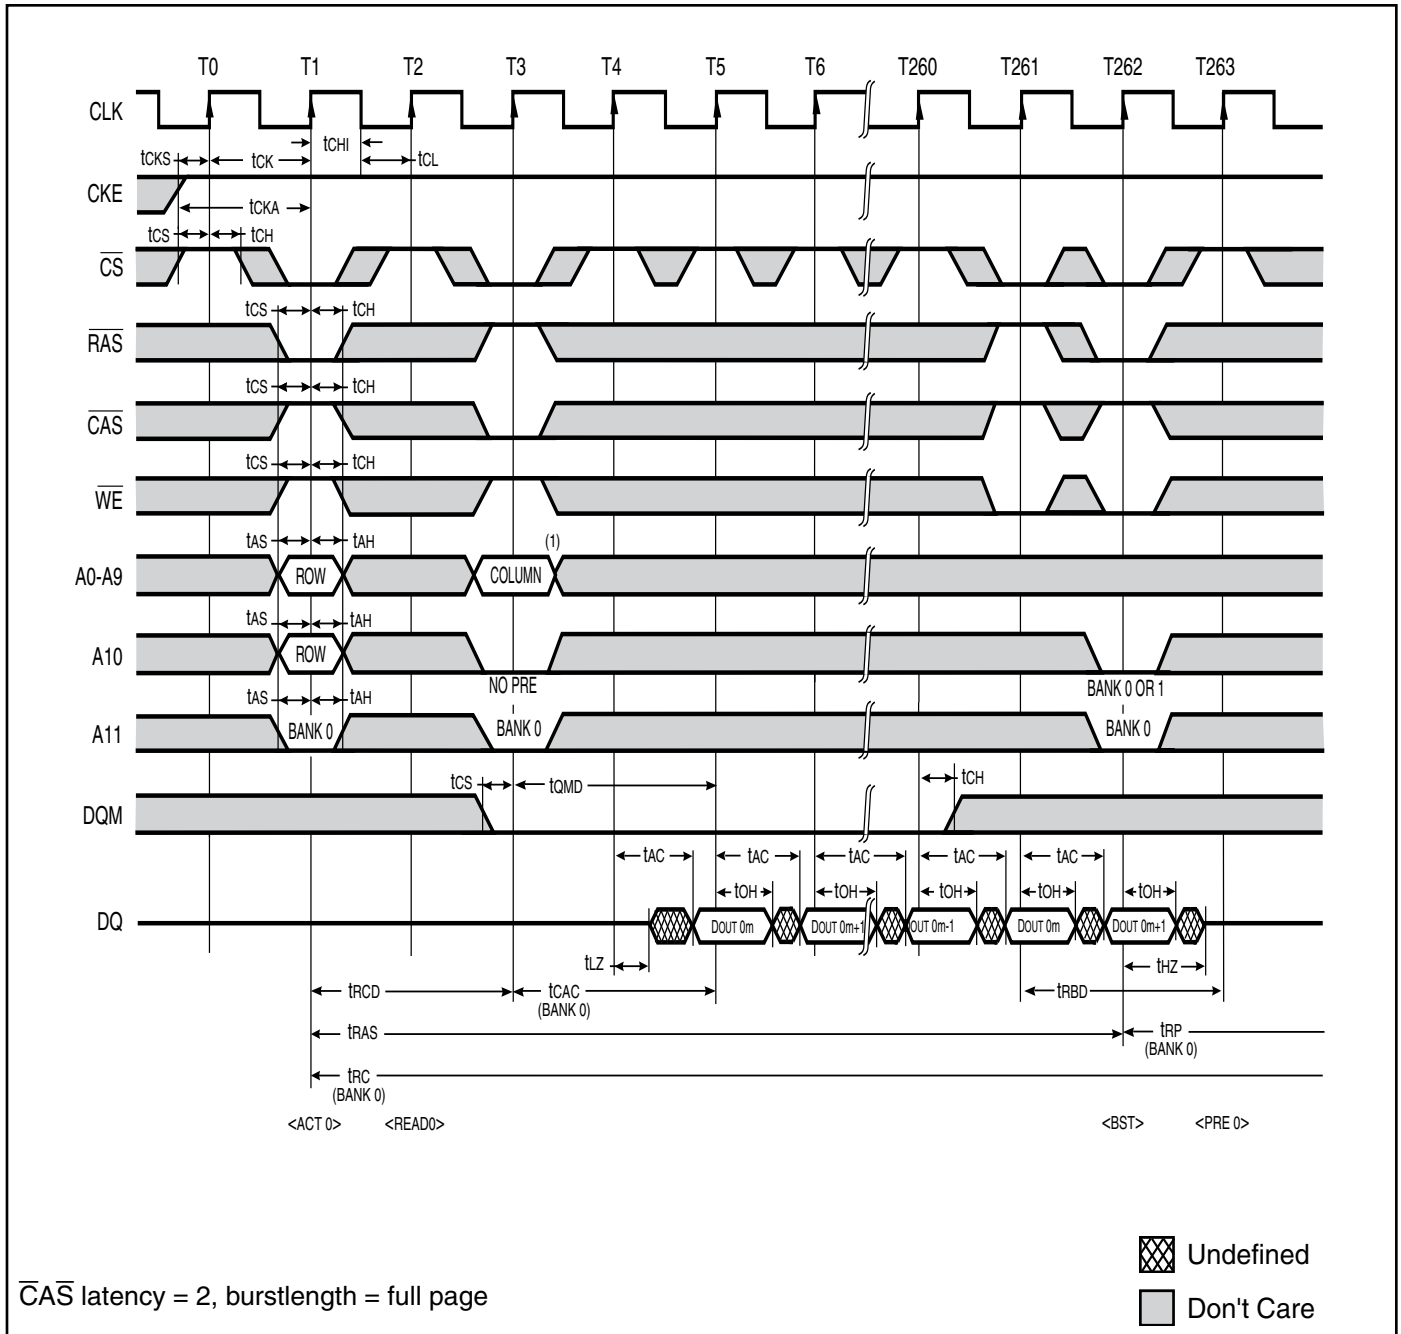 T0 T1 T2 T3 T4 T5 T6 T260 T261 T262 T263
CLK
tCHI
tCKS tCK tCL
CKE
tCKA
tCS tCH
CS
tCS tCH
RAS
tCS tCH
CAS
tCS tCH
WE
tAS tAH (1)
A0-A9 ROW COLUMN
tAS tAH
A10 ROW
NO PRE BANK 0 OR 1
tAS tAH
A11 BANK 0 BANK 0 BANK 0
tCS tQMD tCH
DQM
tAC tAC tAC tAC tAC
tOH tOH tOH tOH tOH
DQ DOUT 0m DOUT 0m+1 OUT 0m-1 DOUT 0m DOUT 0m+1
tLZ tHZ
tRCD tCAC tRBD
(BANK 0)
tRAS tRP
(BANK 0)
tRC
(BANK 0)
<ACT 0> <READ0> <BST> <PRE 0>
Undefined
CAS latency = 2, burstlength = full page
Don't Care